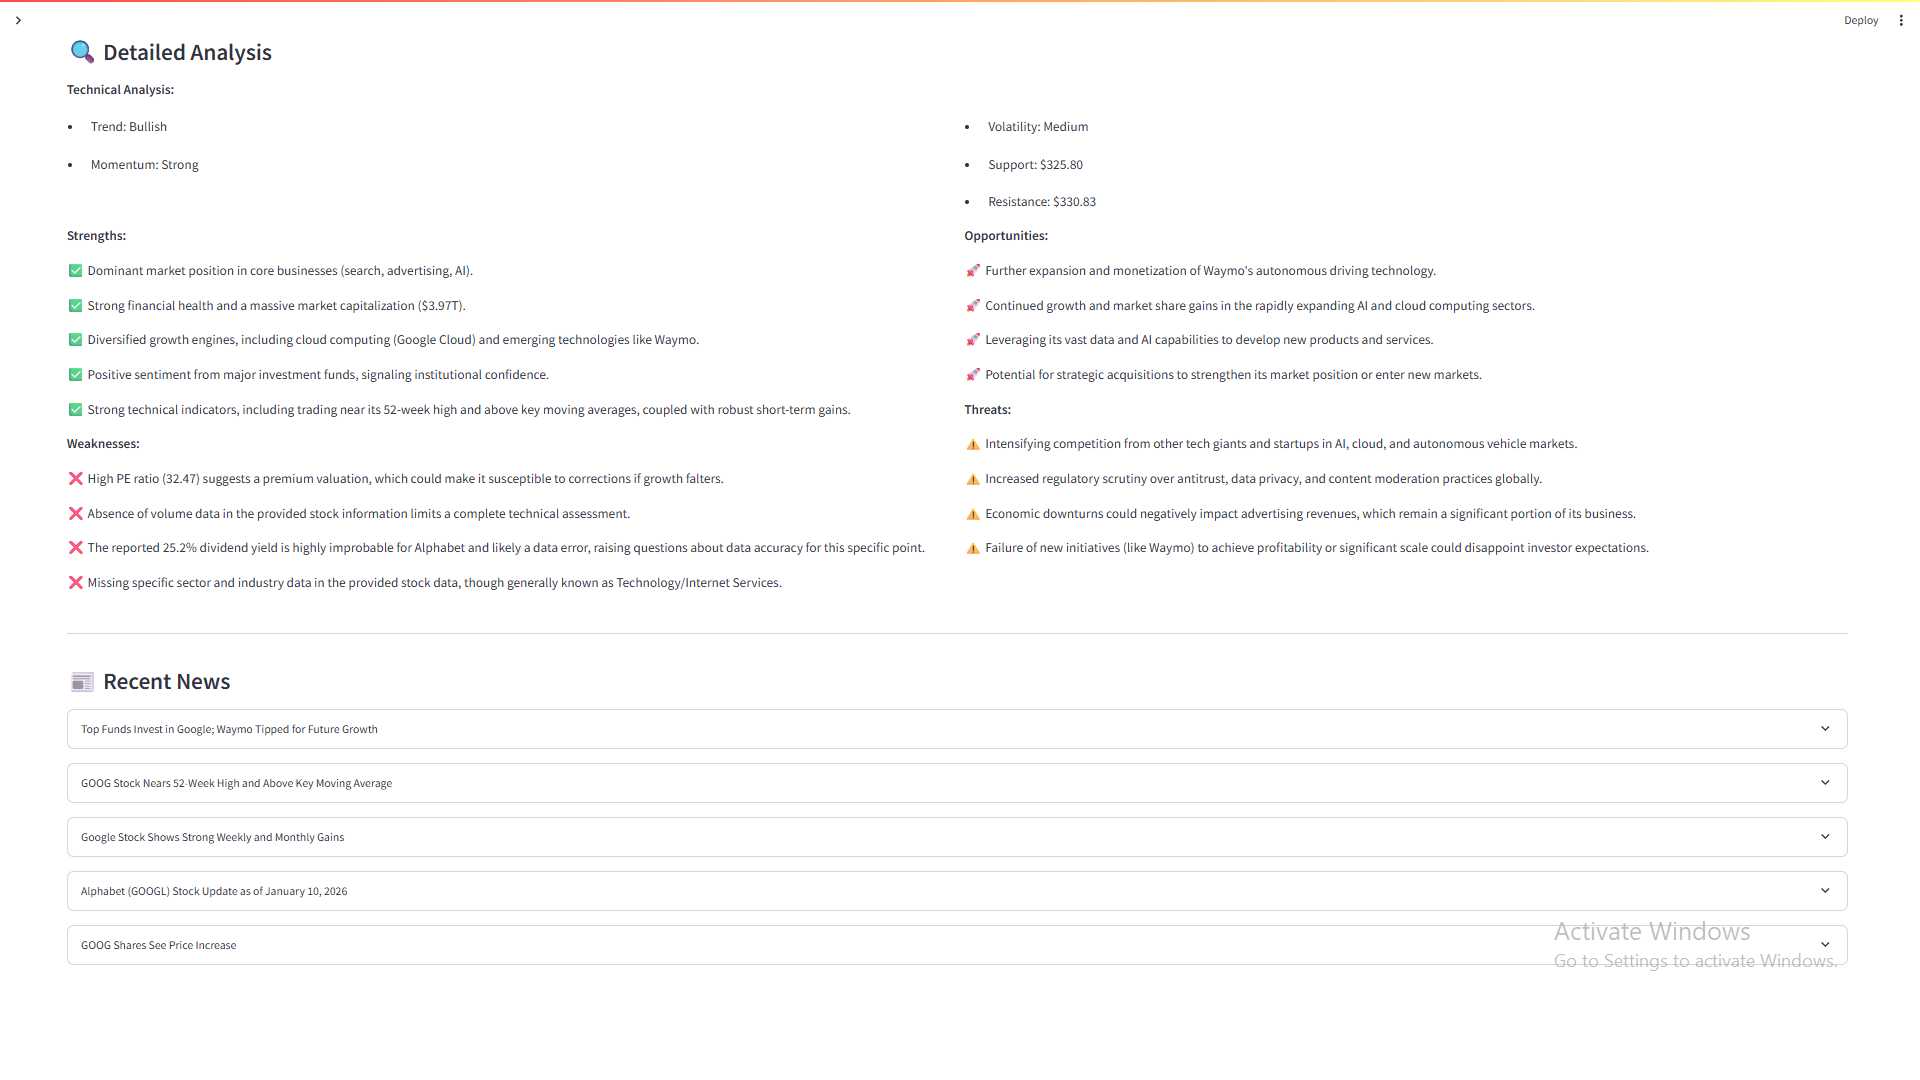 Deploy
Detailed Analysis
Technical Analysis:
Trend: Bullish
Momentum: Strong
Volatility: Medium
Support: $325.80
Resistance: $330.83
Strengths:
Dominant market position in core businesses (search, advertising, AI).
Strong financial health and a massive market capitalization ($3.97T).
Diversified growth engines, including cloud computing (Google Cloud) and emerging technologies like Waymo.
Positive sentiment from major investment funds, signaling institutional confidence.
Strong technical indicators, including trading near its 52-week high and above key moving averages, coupled with robust short-term gains.
Weaknesses:
High PE ratio (32.47) suggests a premium valuation, which could make it susceptible to corrections if growth falters.
Absence of volume data in the provided stock information limits a complete technical assessment.
The reported 25.2% dividend yield is highly improbable for Alphabet and likely a data error, raising questions about data accuracy for this specific point.
Missing specific sector and industry data in the provided stock data, though generally known as Technology/Internet Services.
Opportunities:
Further expansion and monetization of Waymo's autonomous driving technology.
Continued growth and market share gains in the rapidly expanding AI and cloud computing sectors.
Leveraging its vast data and AI capabilities to develop new products and services.
Potential for strategic acquisitions to strengthen its market position or enter new markets.
Threats:
Intensifying competition from other tech giants and startups in AI, cloud, and autonomous vehicle markets.
Increased regulatory scrutiny over antitrust, data privacy, and content moderation practices globally.
Economic downturns could negatively impact advertising revenues, which remain a significant portion of its business.
Failure of new initiatives (like Waymo) to achieve profitability or significant scale could disappoint investor expectations.
Recent News
Top Funds Invest in Google; Waymo Tipped for Future Growth
GOOG Stock Nears 52-Week High and Above Key Moving Average
Google Stock Shows Strong Weekly and Monthly Gains
Alphabet (GOOGL) Stock Update as of January 10, 2026
GOOG Shares See Price Increase
Activate Windows
Go to Settings to activate Windows.